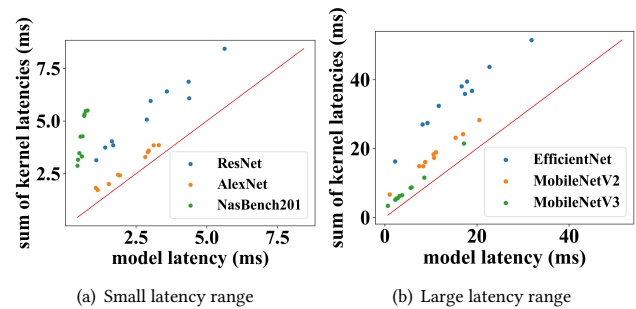 sum of kernel latencies (ms)
7.5
5.0
2.5
2.5
5.0
7.5
model latency (ms)
ResNet
AlexNet
NasBench201
(a) Small latency range
sum of kernel latencies (ms)
40
20
0
0
20
40
model latency (ms)
EfficientNet
MobileNetV2
MobileNetV3
(b) Large latency range